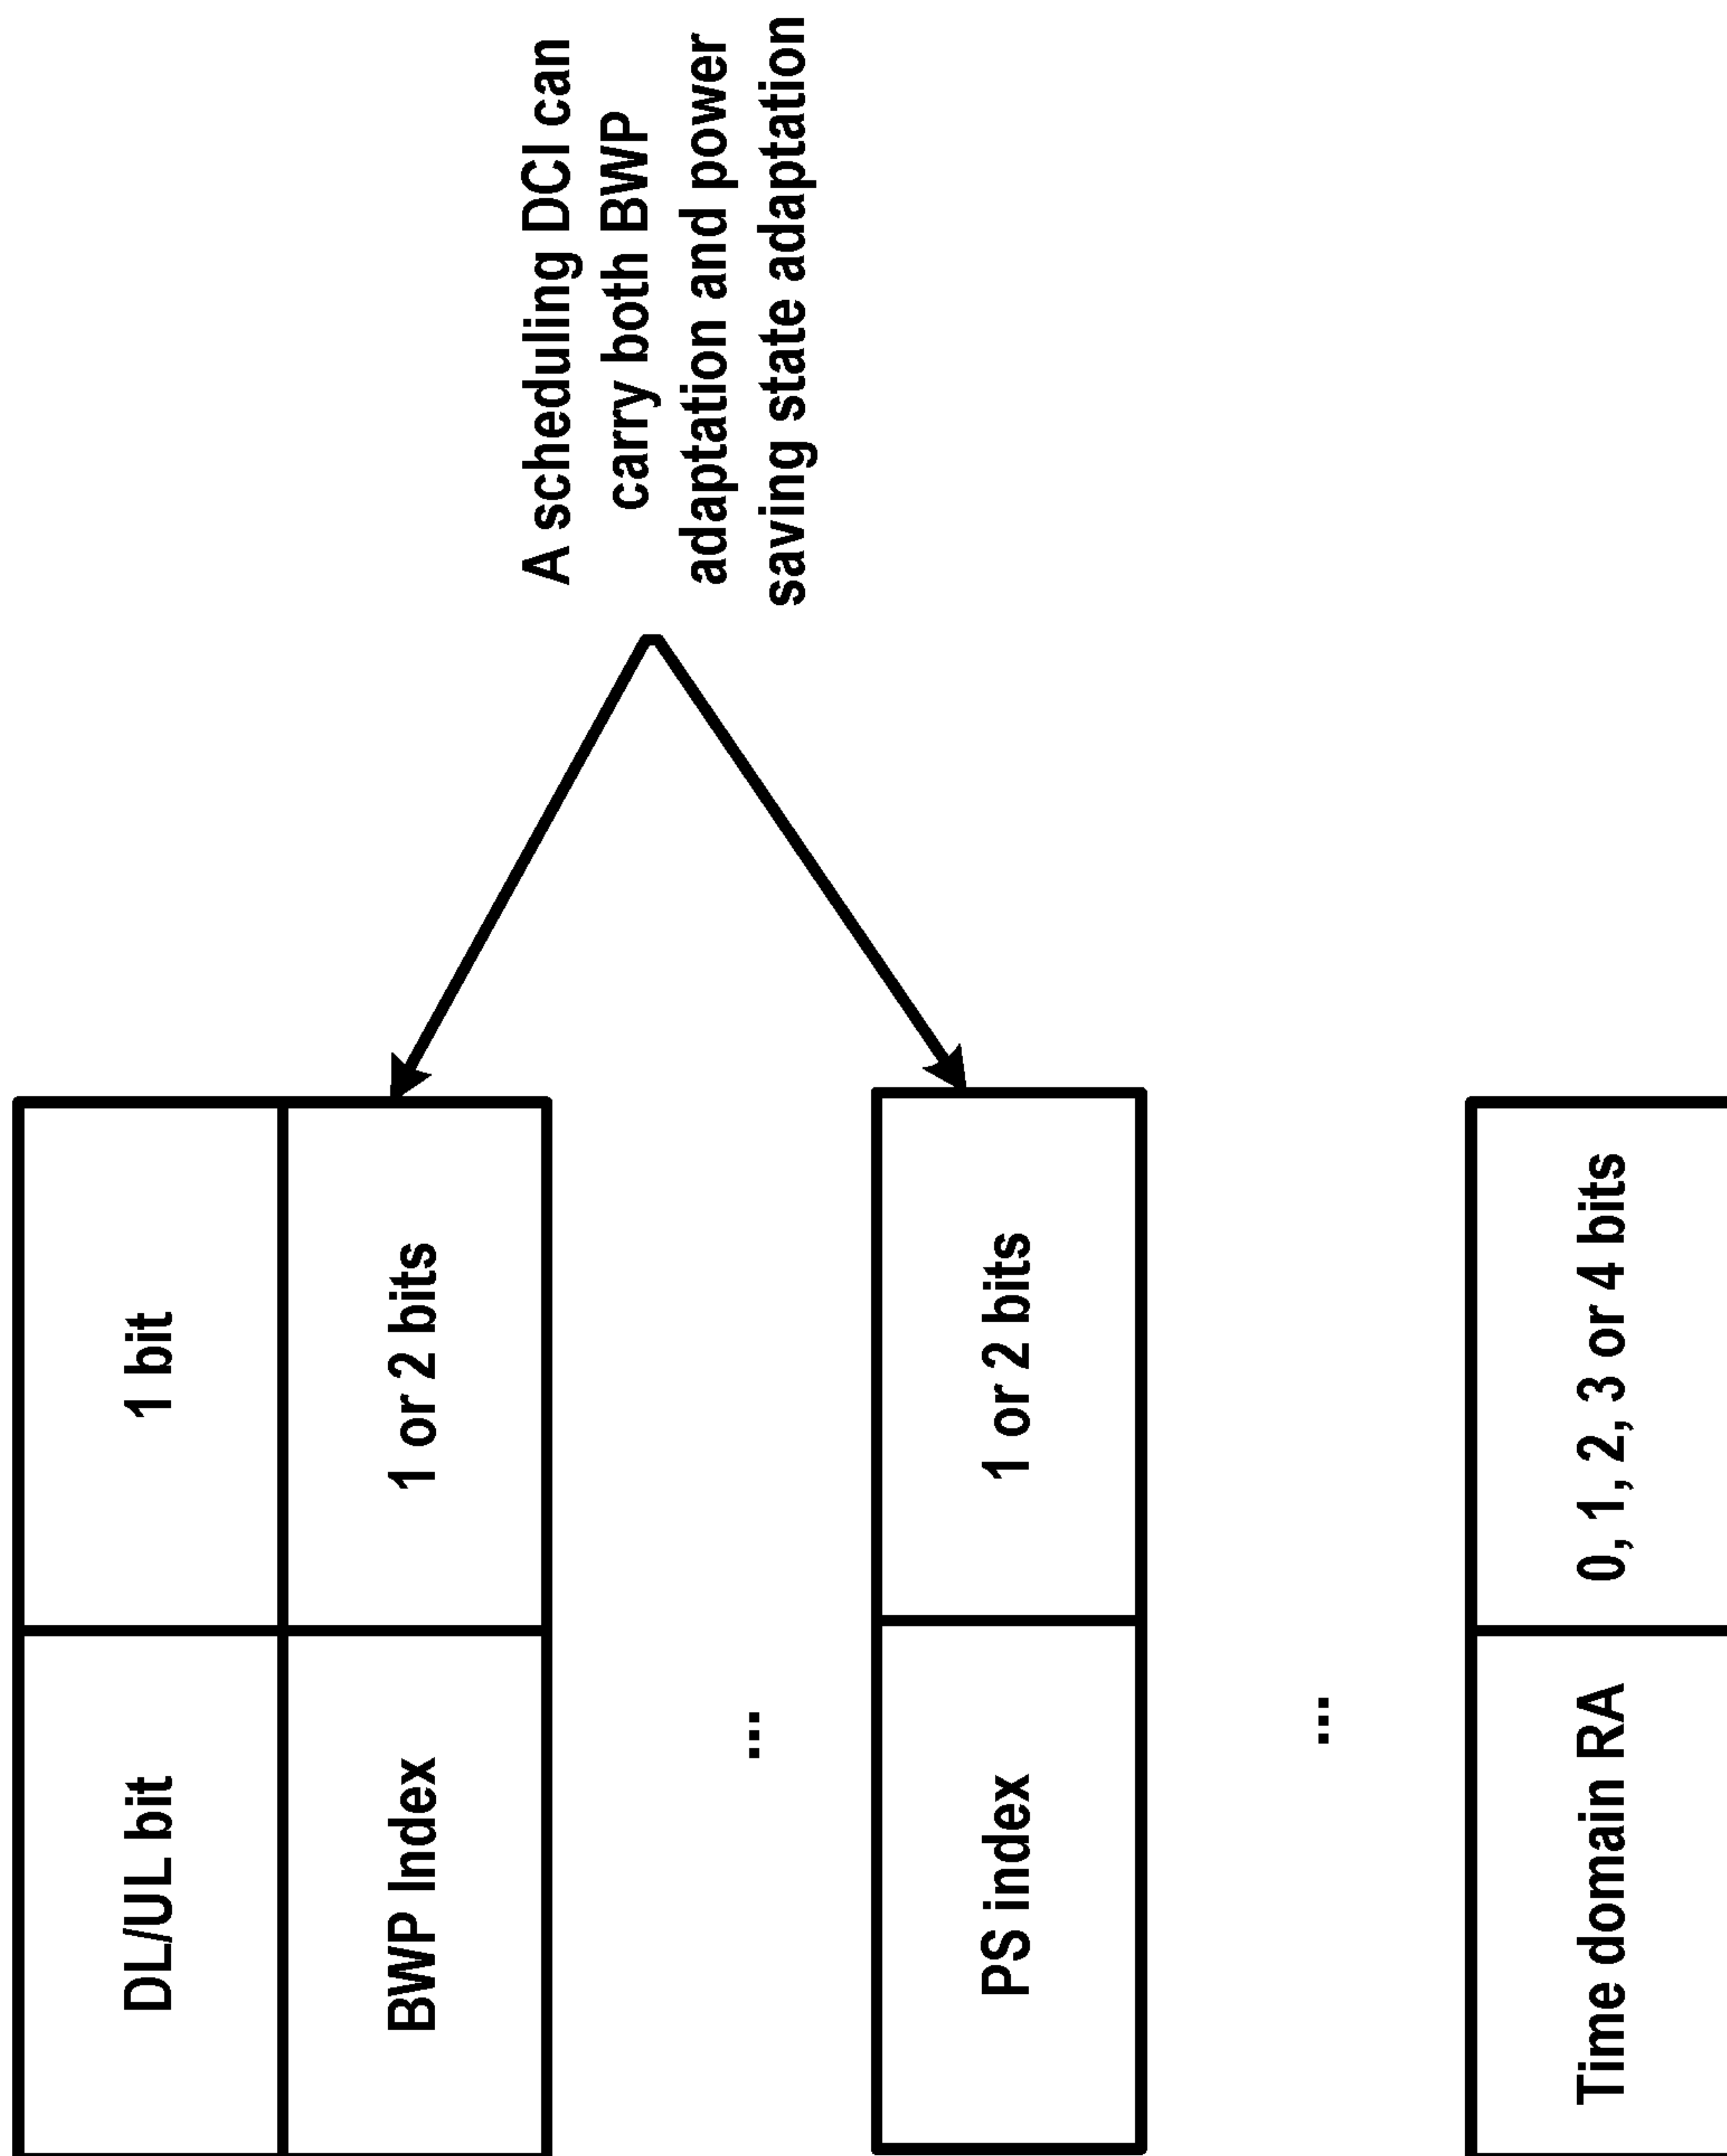 DL/UL bit
1 bit
BWP Index
1 or 2 bits
A scheduling DCI can
carry both BWP
adaptation and power
saving state adaptation
...
PS index
1 or 2 bits
...
Time domain RA
0, 1, 2, 3 or 4 bits